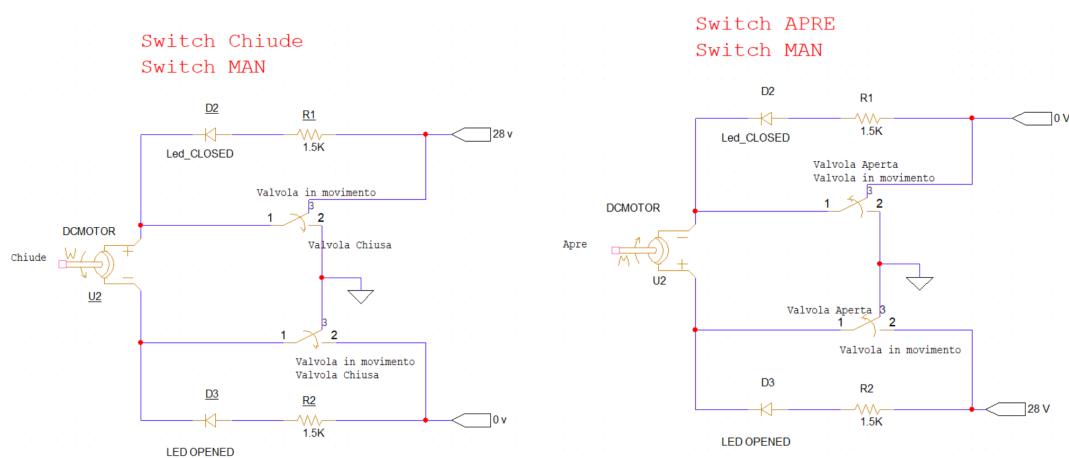 Switch Chiude
Switch MAN
D2
R1
28 v
Led_CLOSED
1.5K
Valvola in movimento
3
1
2
DCMOTOR
Valvola Chiusa
W
+
Chiude
−
U2
3
1
2
Valvola in movimento
Valvola Chiusa
D3
R2
0 v
1.5K
LED OPENED
Switch APRE
Switch MAN
D2
R1
0 V
Led_CLOSED
1.5K
Valvola Aperta
Valvola in movimento
3
1
2
DCMOTOR
−
Apre
M
+
U2
Valvola Aperta
3
1
2
Valvola in movimento
D3
R2
28 V
1.5K
LED OPENED